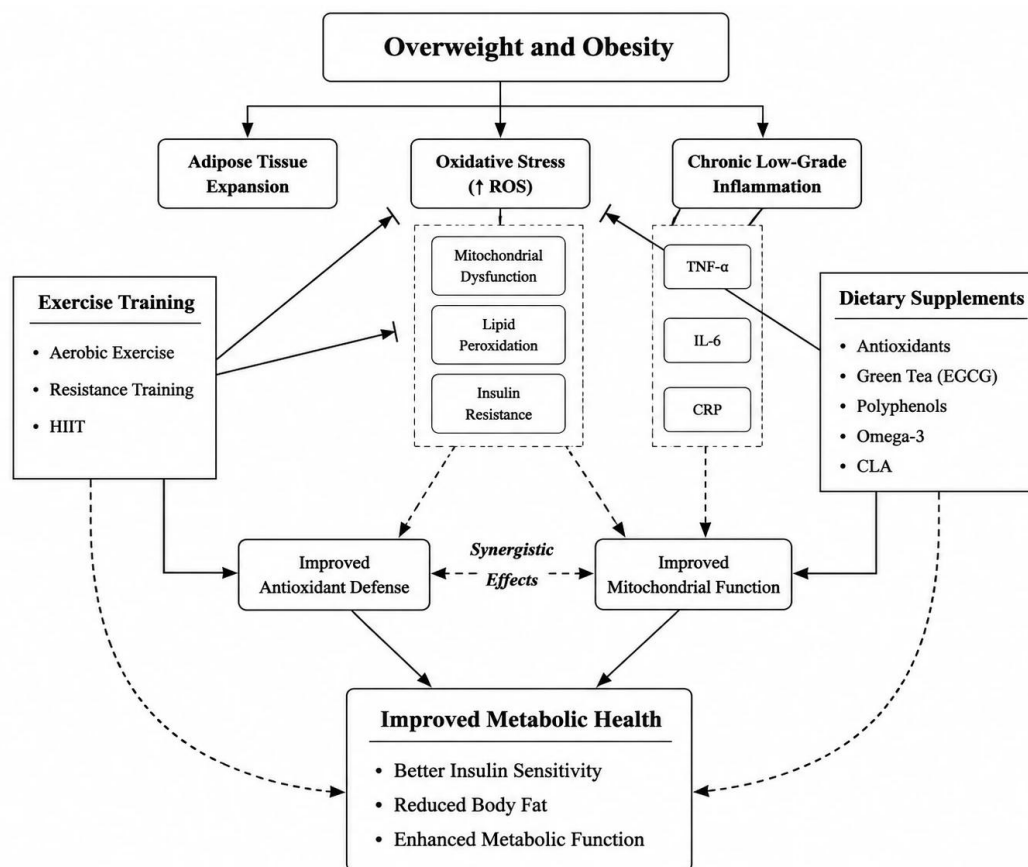 Overweight and Obesity
Adipose Tissue
Expansion
Oxidative Stress
(↑ ROS)
Chronic Low-Grade
Inflammation
Mitochondrial
Dysfunction
Lipid
Peroxidation
Insulin
Resistance
TNF-α
IL-6
CRP
Exercise Training
• Aerobic Exercise
• Resistance Training
• HIIT
Dietary Supplements
• Antioxidants
• Green Tea (EGCG)
• Polyphenols
• Omega-3
• CLA
Improved
Antioxidant Defense
Synergistic
Effects
Improved
Mitochondrial Function
Improved Metabolic Health
• Better Insulin Sensitivity
• Reduced Body Fat
• Enhanced Metabolic Function